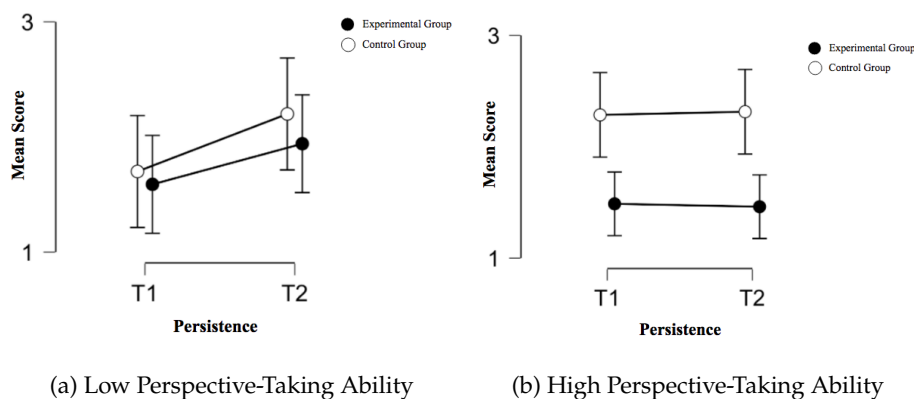 3
Experimental Group
Control Group
Mean Score
1
T1
T2
Persistence
(a) Low Perspective-Taking Ability
3
Experimental Group
Control Group
Mean Score
1
T1
T2
Persistence
(b) High Perspective-Taking Ability